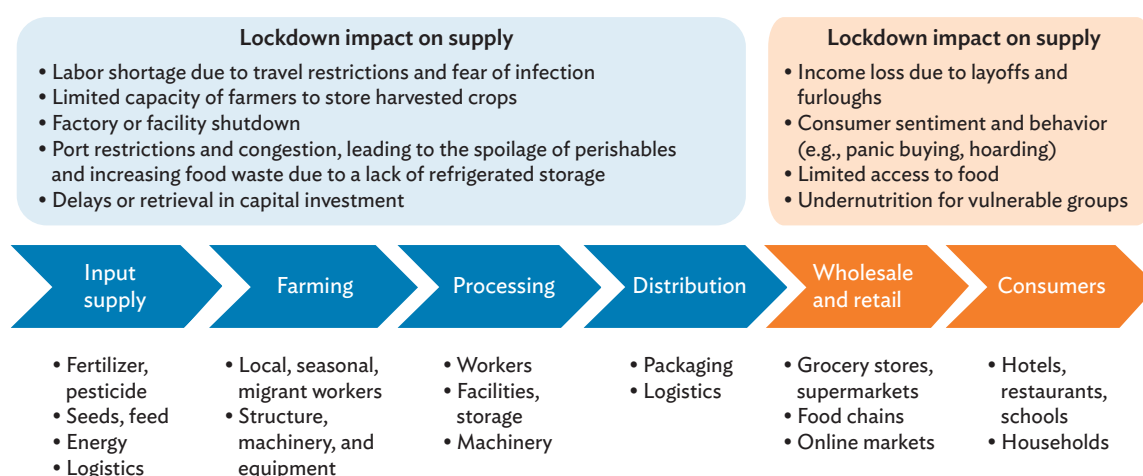 Lockdown impact on supply
• Labor shortage due to travel restrictions and fear of infection
• Limited capacity of farmers to store harvested crops
• Factory or facility shutdown
• Port restrictions and congestion, leading to the spoilage of perishables
and increasing food waste due to a lack of refrigerated storage
• Delays or retrieval in capital investment
Lockdown impact on supply
• Income loss due to layoffs and
furloughs
• Consumer sentiment and behavior
(e.g., panic buying, hoarding)
• Limited access to food
• Undernutrition for vulnerable groups
Input
supply
Farming
Processing
Distribution
Wholesale
and retail
Consumers
• Fertilizer,
pesticide
• Seeds, feed
• Energy
• Logistics
• Local, seasonal,
migrant workers
• Structure,
machinery, and
equipment
• Workers
• Facilities,
storage
• Machinery
• Packaging
• Logistics
• Grocery stores,
supermarkets
• Food chains
• Online markets
• Hotels,
restaurants,
schools
• Households